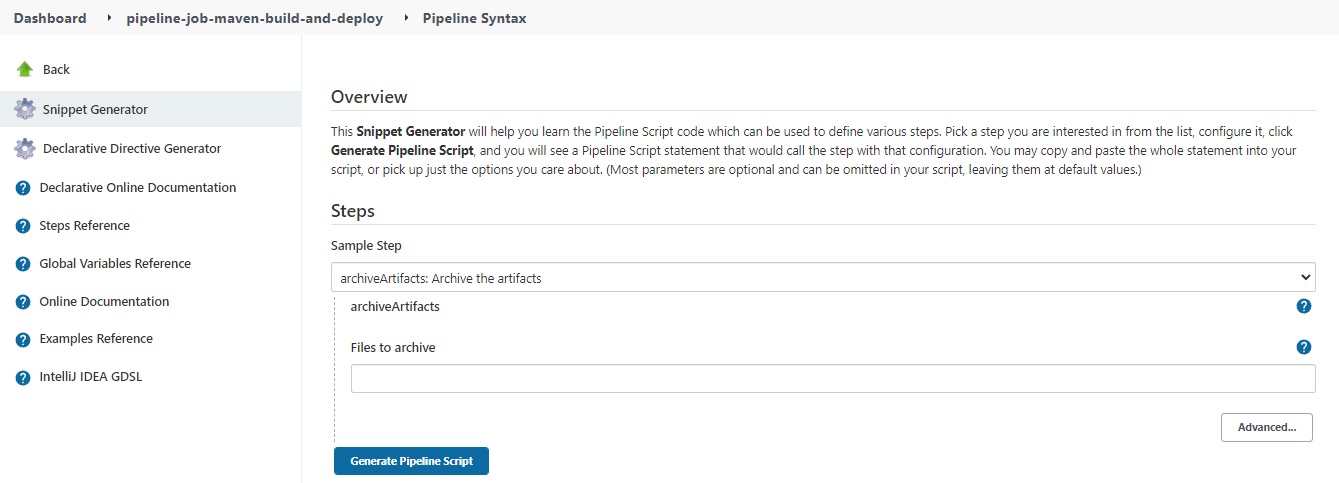 Dashboard pipeline-job-maven-build-and-deploy Pipeline Syntax
Back
Snippet Generator
Declarative Directive Generator
Declarative Online Documentation
Steps Reference
Global Variables Reference
Online Documentation
Examples Reference
IntelliJ IDEA GDSL
Overview
This Snippet Generator will help you learn the Pipeline Script code which can be used to define various steps. Pick a step you are interested in from the list, configure it, click
Generate Pipeline Script, and you will see a Pipeline Script statement that would call the step with that configuration. You may copy and paste the whole statement into your
script, or pick up just the options you care about. (Most parameters are optional and can be omitted in your script, leaving them at default values.)
Steps
Sample Step
archiveArtifacts: Archive the artifacts
archiveArtifacts
Files to archive
Advanced...
Generate Pipeline Script